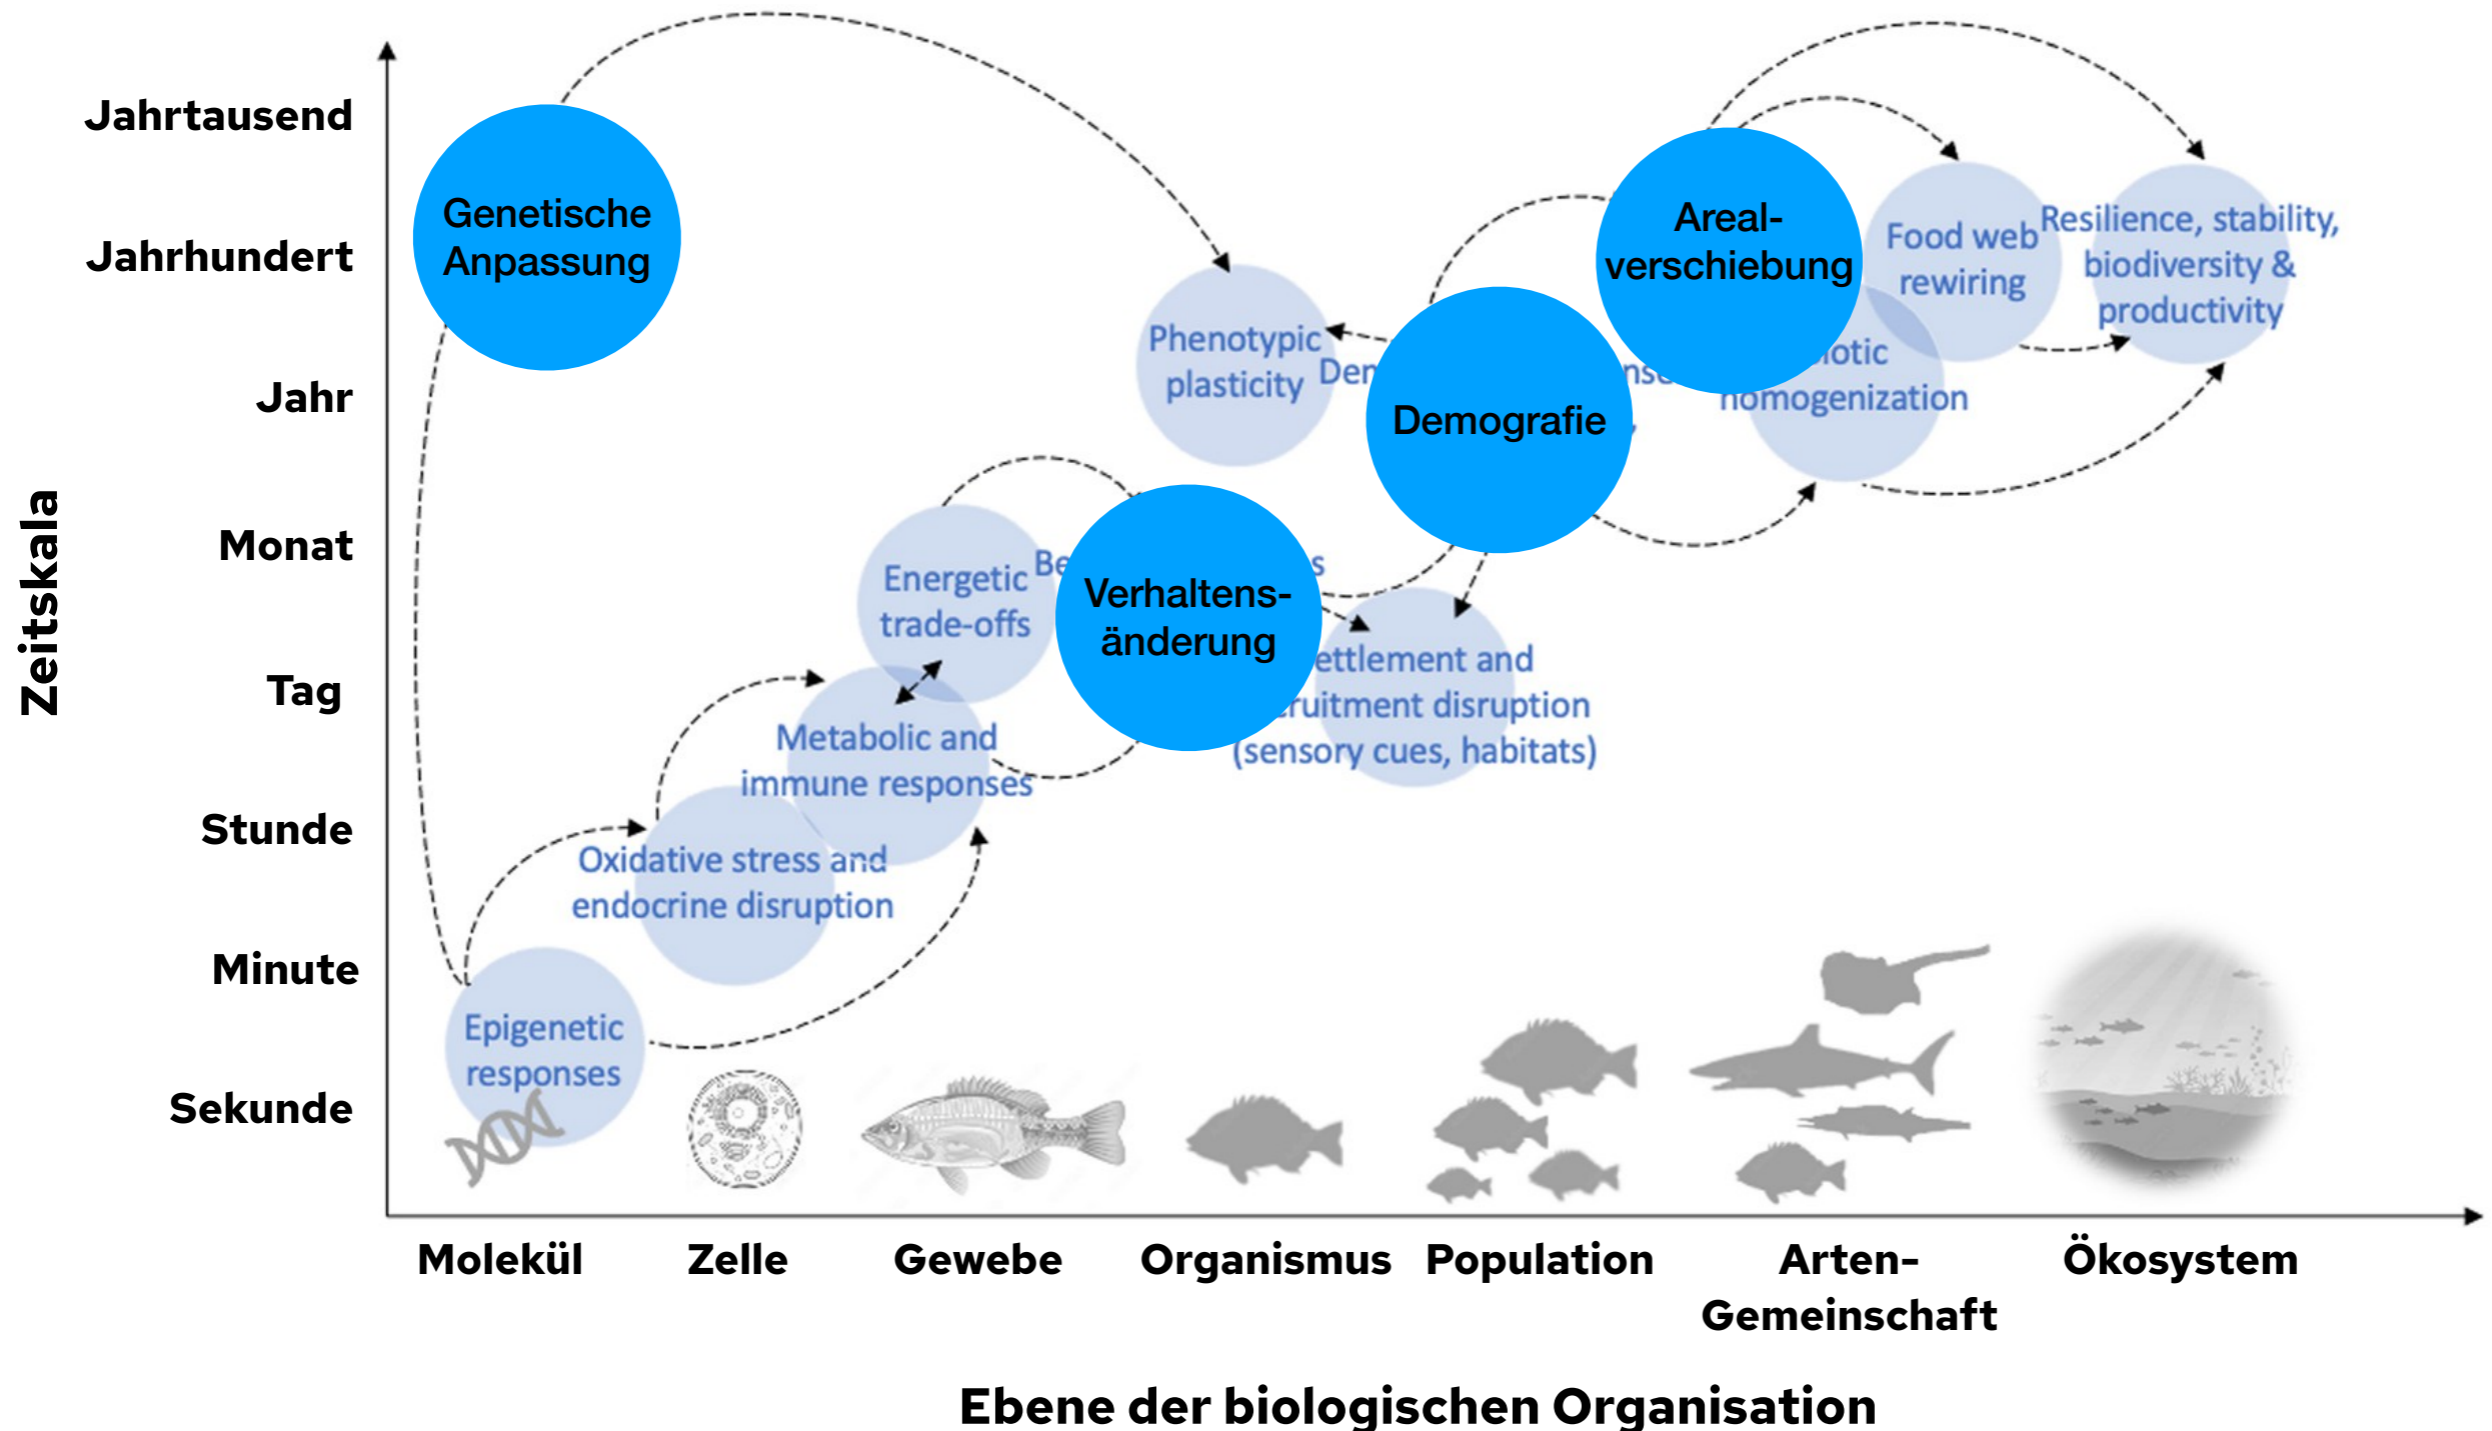 Jahrtausend
Jahrhundert
Jahr
Monat
Tag
Stunde
Minute
Sekunde
Zeitskala
Genetische
Anpassung
Areal-
verschiebung
Food web
rewiring
Resilience, stability,
biodiversity &
productivity
Phenotypic
plasticity
Demografie
homogenization
Energetic
trade-offs
Verhaltens-
änderung
and
disruption
(sensory cues, habitats)
Metabolic and
immune responses
Oxidative stress and
endocrine disruption
Epigenetic
responses
Molekül
Zelle
Gewebe
Organismus
Population
Arten-
Gemeinschaft
Ökosystem
Ebene der biologischen Organisation